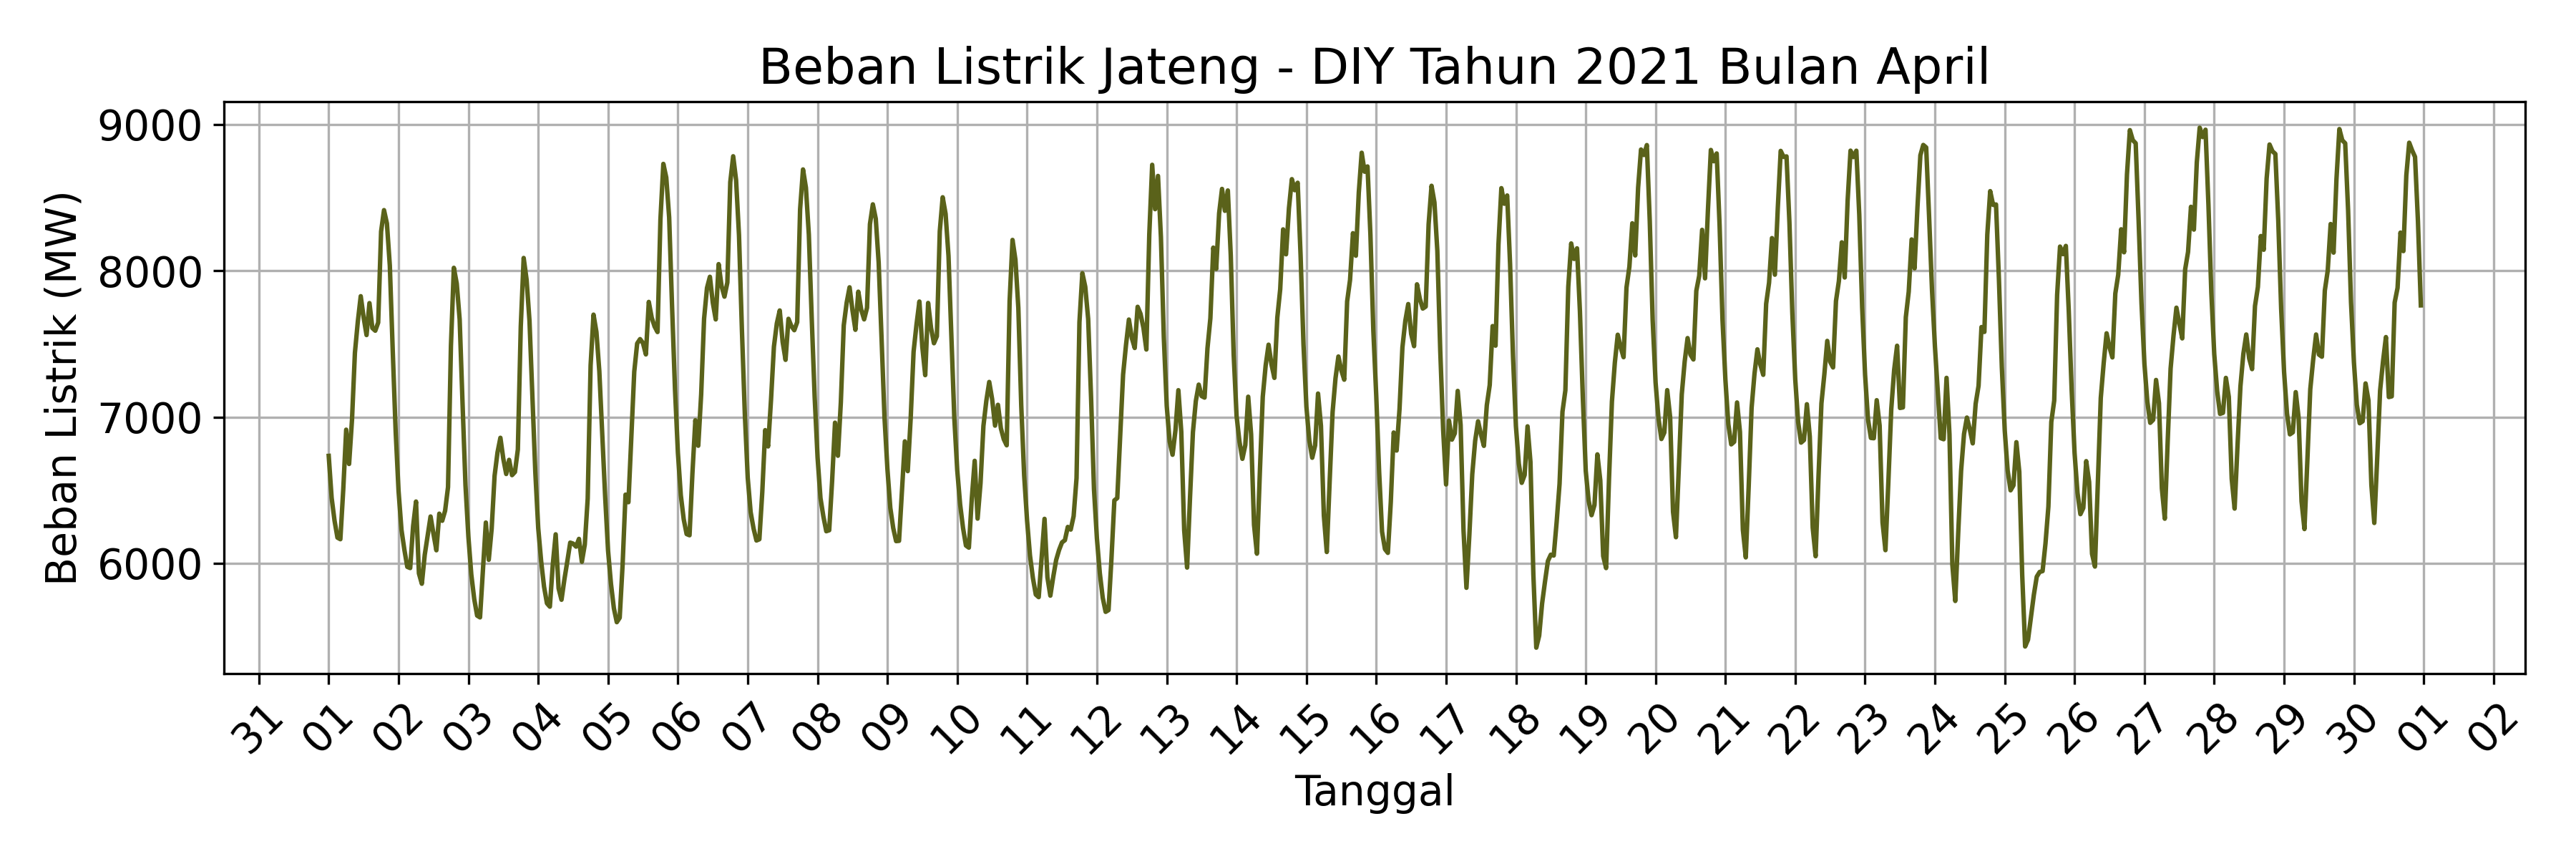 Beban Listrik Jateng - DIY Tahun 2021 Bulan April
Beban Listrik (MW)
9000
8000
7000
6000
31 01 02 03 04 05 06 07 08 09 10 11 12 13 14 15 16 17 18 19 20 21 22 23 24 25 26 27 28 29 30 01 02
Tanggal